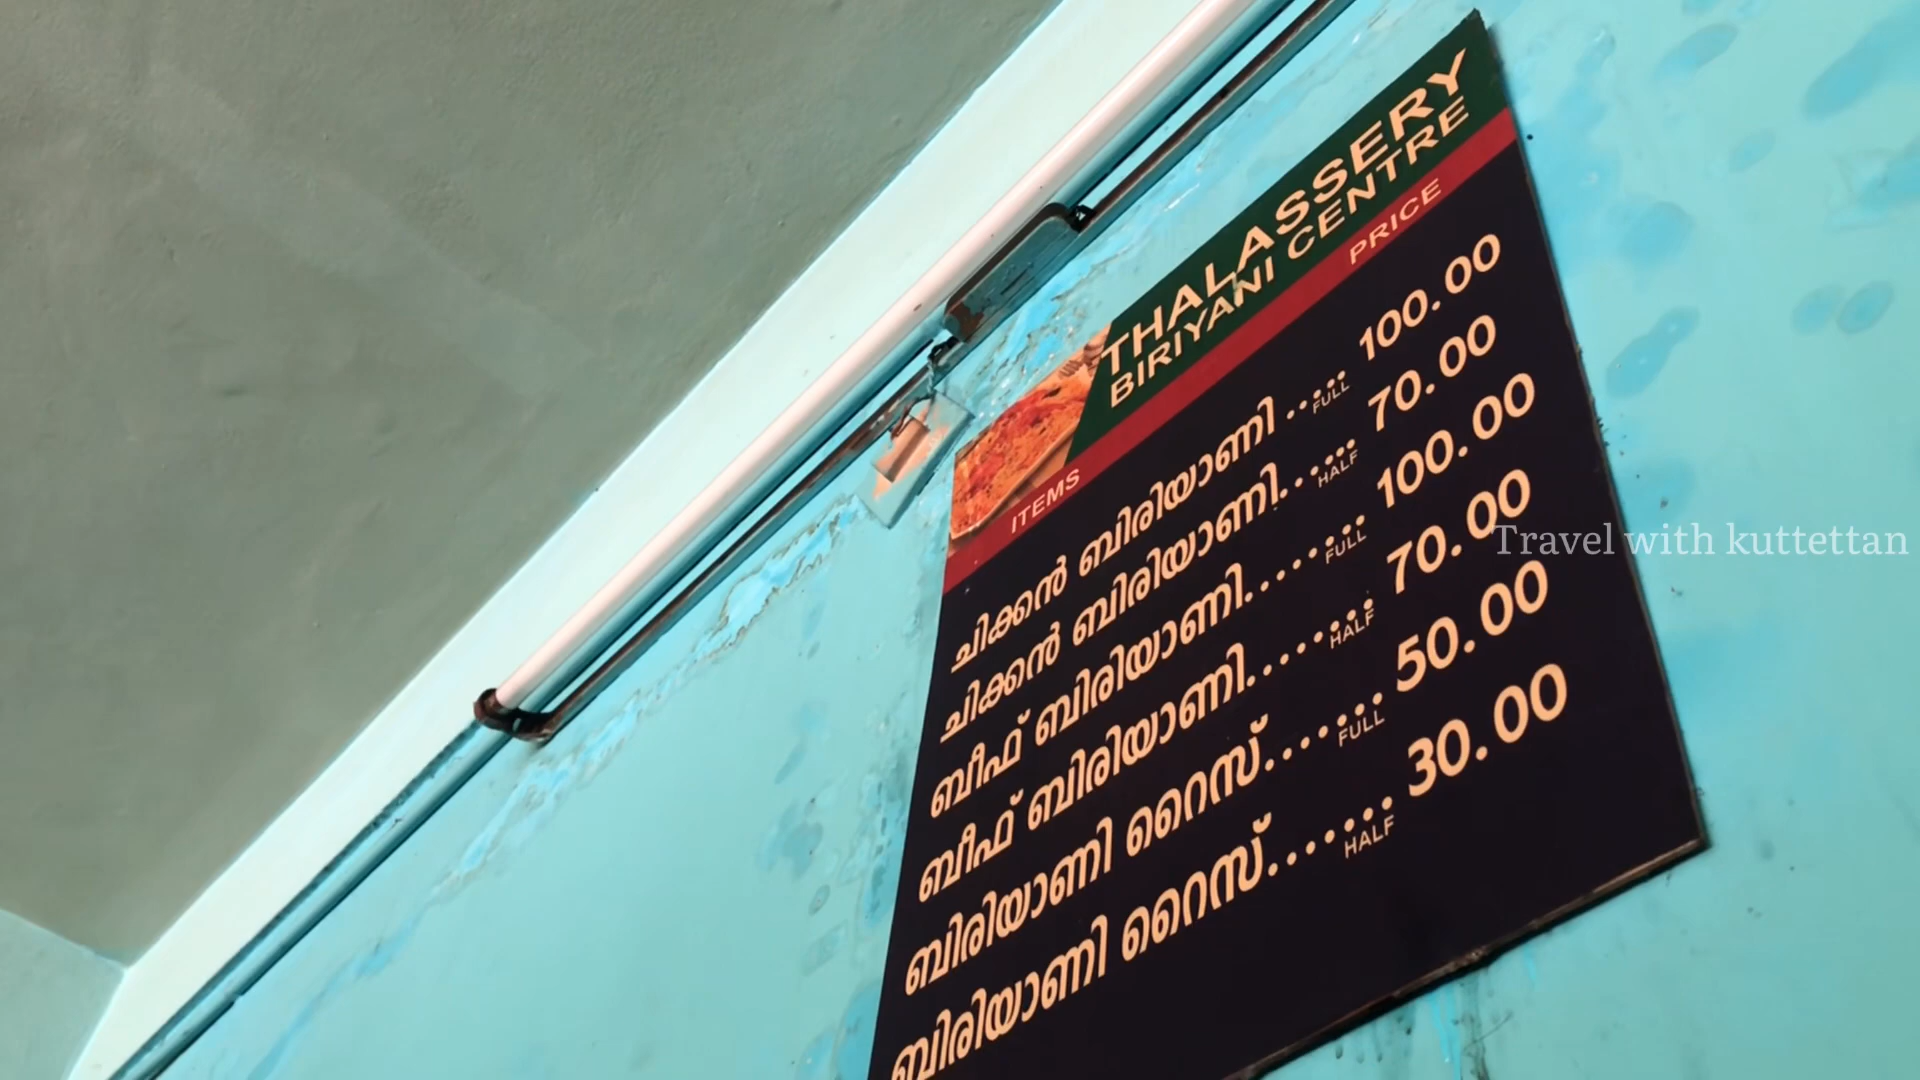 THALASSERY
BIRIYANI CENTRE
ITEMS PRICE
ചിക്കൻ ബിരിയാണി ...... FULL 100.00
ചിക്കൻ ബിരിയാണി....... HALF 70.00
ബീഫ് ബിരിയാണി......... FULL 100.00
ബീഫ് ബിരിയാണി......... HALF 70.00
ബിരിയാണി റൈസ്........ FULL 50.00
ബിരിയാണി റൈസ്........ HALF 30.00
Travel with kuttettan